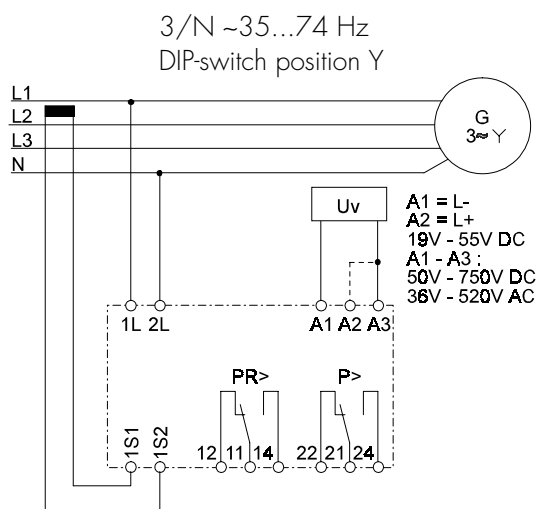 3/N ~35...74 Hz
DIP-switch position Y
L1
L2
L3
N
G
3≈ Y
Uv
A1 = L-
A2 = L+
19V - 55V DC
A1 - A3 :
50V - 750V DC
36V - 520V AC
1L 2L A1 A2 A3
PR> P>
1S1 1S2 12 11 14 22 21 24